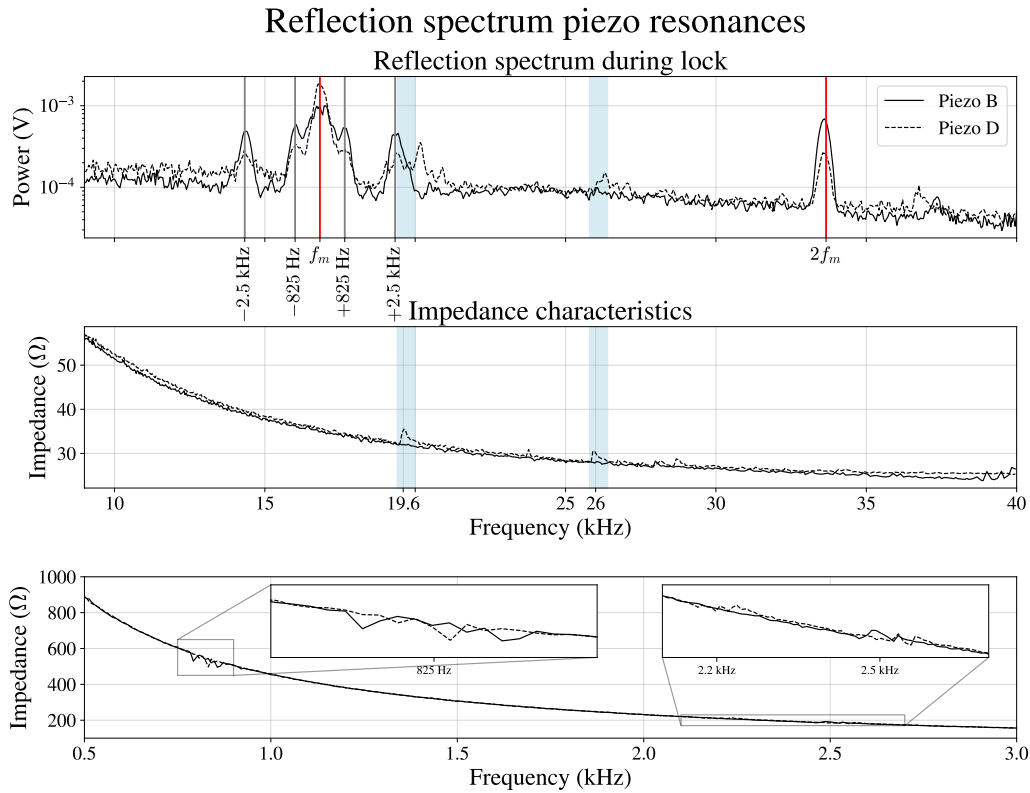 Reflection spectrum piezo resonances
Reflection spectrum during lock
Power (V)
10⁻³
10⁻⁴
Piezo B
Piezo D
−2.5 kHz
−825 Hz
fₘ
+825 Hz
+2.5 kHz
2fₘ
Impedance characteristics
Impedance (Ω)
50
40
30
10 15 19.6 25 26 30 35 40
Frequency (kHz)
Impedance (Ω)
1000
800
600
400
200
825 Hz
2.2 kHz 2.5 kHz
0.5 1.0 1.5 2.0 2.5 3.0
Frequency (kHz)